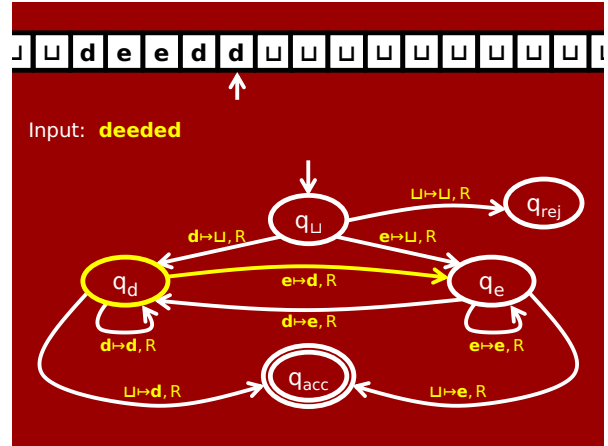 ⊔ ⊔ d e e d d ⊔ ⊔ ⊔ ⊔ ⊔ ⊔ ⊔ ⊔ ⊔
Input: deeded
⊔↦⊔, R
q⊔
qrej
d↦⊔, R
e↦⊔, R
qd
e↦d, R
qe
d↦e, R
d↦d, R
e↦e, R
qacc
⊔↦d, R
⊔↦e, R